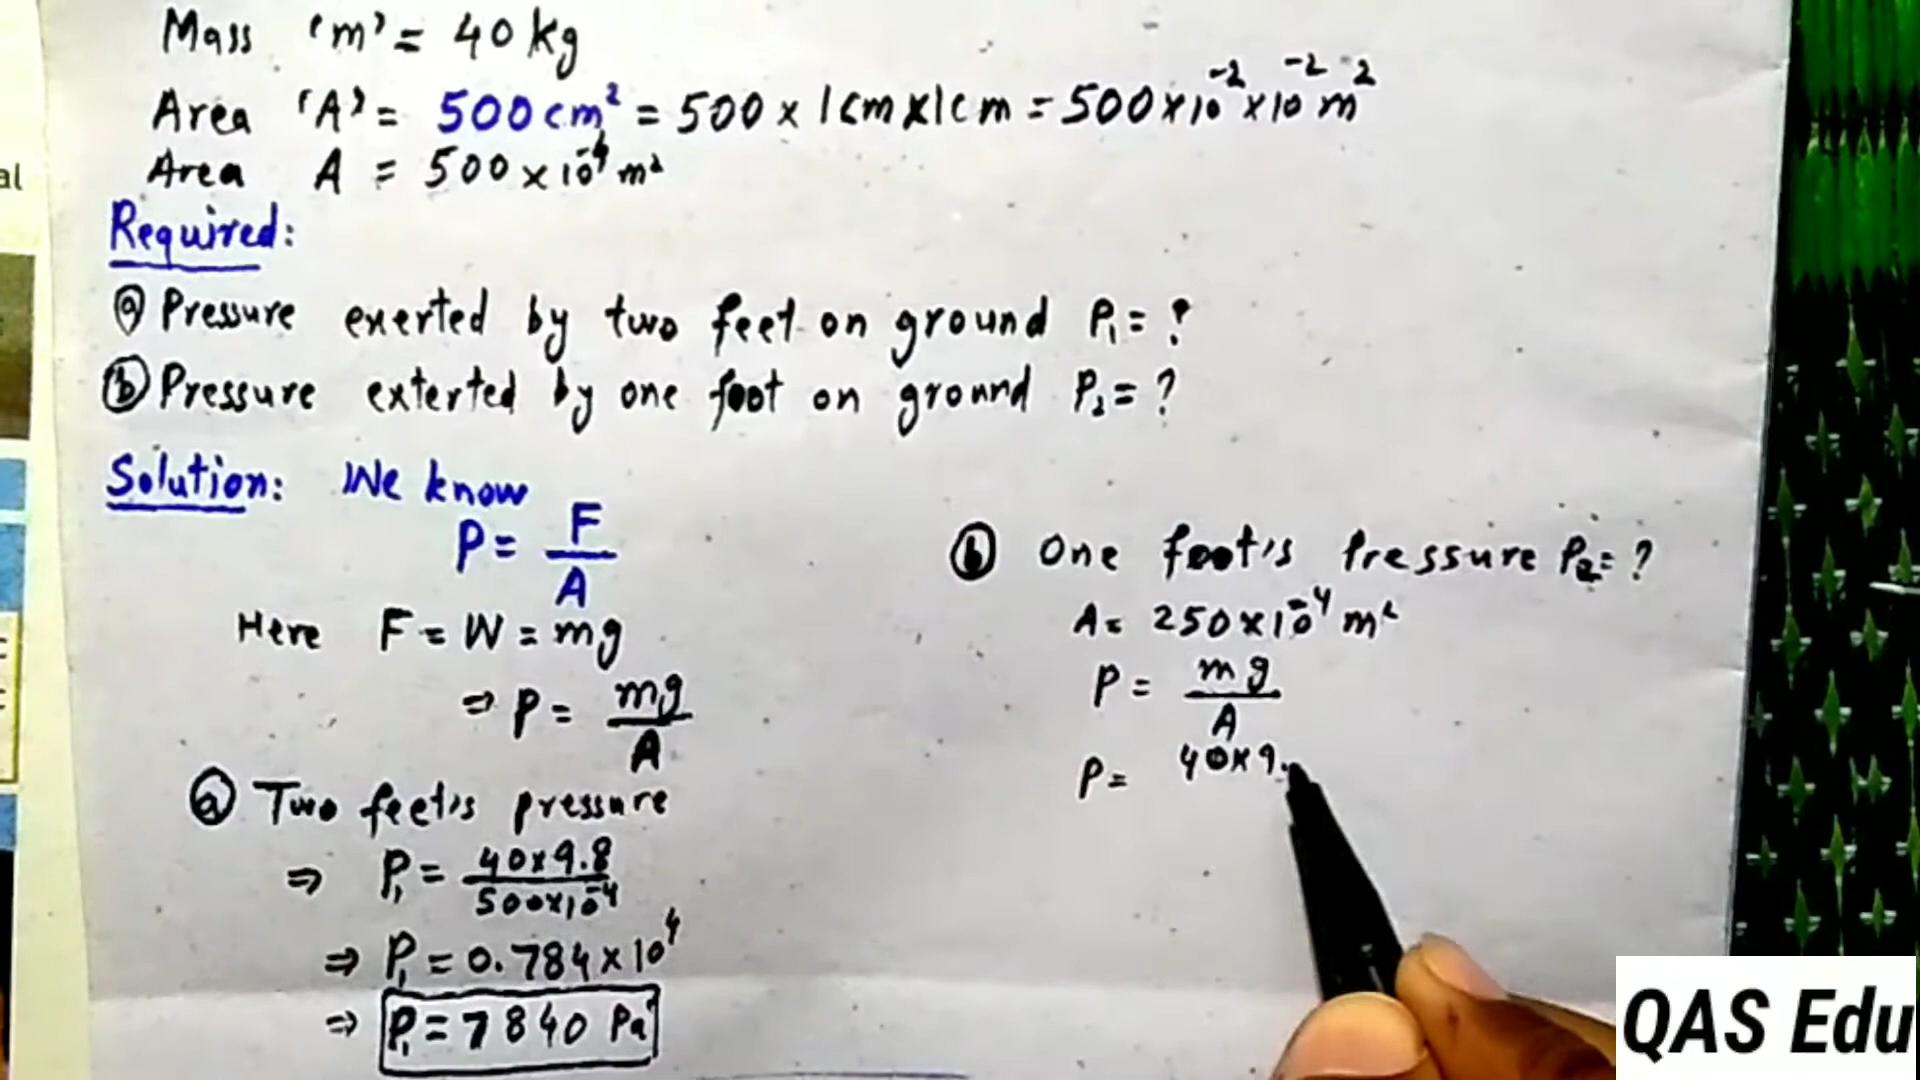 Mass 'm' = 40 kg
Area 'A' = 500 cm² = 500 × 1cm × 1cm = 500 × 10⁻² × 10⁻² m²
Area A = 500 × 10⁻⁴ m²
Required:
ⓐ Pressure exerted by two feet on ground P₁ = ?
ⓑ Pressure exterted by one foot on ground P₂ = ?
Solution: We know
P = F/A
Here F = W = mg
⇒ P = mg/A
ⓐ Two feet's pressure
⇒ P₁ = 40×9.8/500×10⁻⁴
⇒ P₁ = 0.784 × 10⁴
⇒ P₁ = 7840 Pa
ⓑ One foot's Pressure P₂ = ?
A = 250 × 10⁻⁴ m²
P = mg/A
P = 40×9.
al
QAS Edu